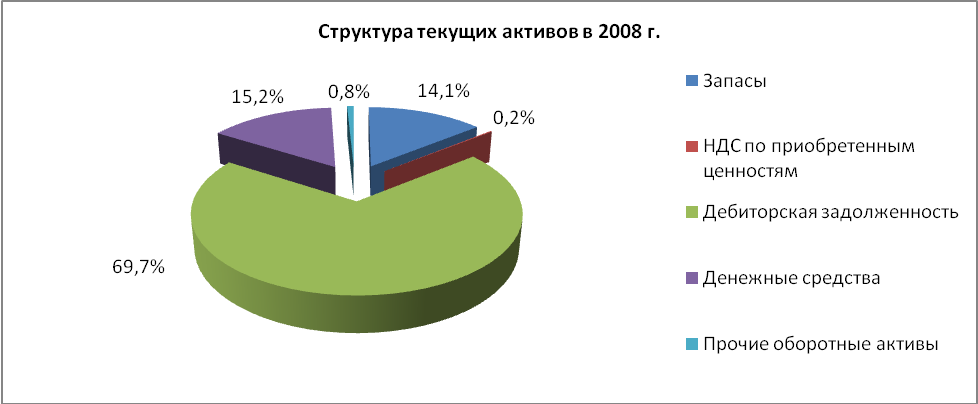 Структура текущих активов в 2008 г.
15,2%
0,8%
14,1%
0,2%
69,7%
Запасы
НДС по приобретенным
ценностям
Дебиторская задолженность
Денежные средства
Прочие оборотные активы